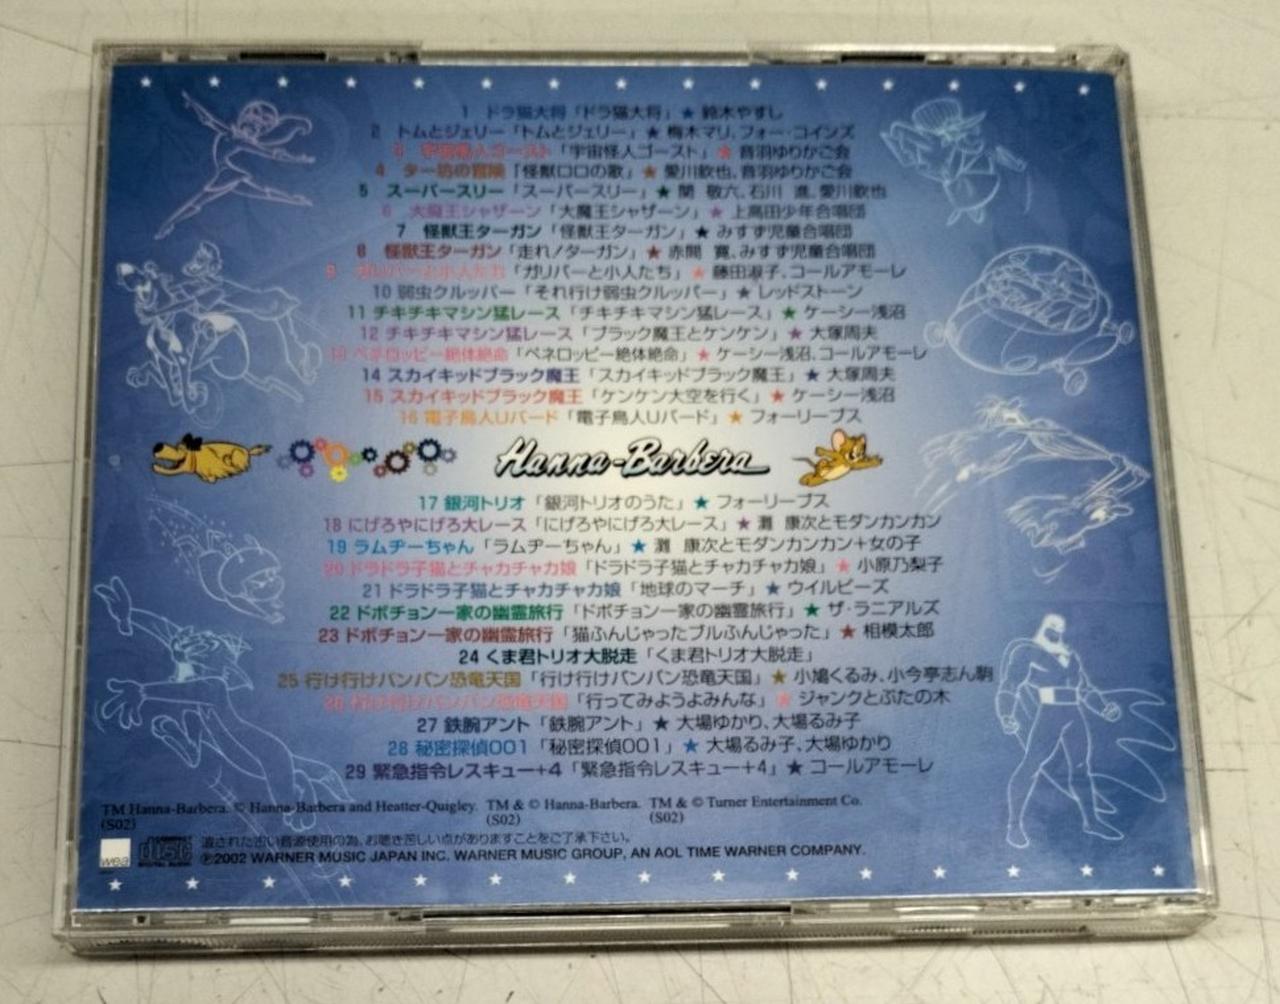 1 ドラ猫大将「ドラ猫大将」★鈴木やすし
2 トムとジェリー「トムとジェリー」★梅木マリ、フォー・コインズ
3 宇宙怪人ゴースト「宇宙怪人ゴースト」★音羽ゆりかご会
4 ター坊の冒険「怪獣ロロの歌」★愛川欽也、音羽ゆりかご会
5 スーパースリー「スーパースリー」★関 敬六、石川 進、愛川欽也
6 大魔王シャザーン「大魔王シャザーン」★上高田少年合唱団
7 怪獣王ターガン「怪獣王ターガン」★みすず児童合唱団
8 怪獣王ターガン「走れ!ターガン」★赤間 寛、みすず児童合唱団
9 ガリバーと小人たち「ガリバーと小人たち」★藤田淑子、コールアモーレ
10 弱虫クルッパー「それ行け弱虫クルッパー」★レッドストーン
11 チキチキマシン猛レース「チキチキマシン猛レース」★ケーシー浅沼
12 チキチキマシン猛レース「ブラック魔王とケンケン」★大塚周夫
13 ペネロッピー絶体絶命「ペネロッピー絶体絶命」★ケーシー浅沼、コールアモーレ
14 スカイキッドブラック魔王「スカイキッドブラック魔王」★大塚周夫
15 スカイキッドブラック魔王「ケンケン大空を行く」★ケーシー浅沼
16 電子鳥人Uバード「電子鳥人Uバード」★フォーリーブス
Hanna-Barbera
17 銀河トリオ「銀河トリオのうた」★フォーリーブス
18 にげろやにげろ大レース「にげろやにげろ大レース」★灘 康次とモダンカンカン
19 ラムヂーちゃん「ラムヂーちゃん」★灘 康次とモダンカンカン+女の子
20 ドラドラ子猫とチャカチャカ娘「ドラドラ子猫とチャカチャカ娘」★小原乃梨子
21 ドラドラ子猫とチャカチャカ娘「地球のマーチ」★ウイルビーズ
22 ドボチョン一家の幽霊旅行「ドボチョン一家の幽霊旅行」★ザ・ラニアルズ
23 ドボチョン一家の幽霊旅行「猫ふんじゃったブルふんじゃった」★相模太郎
24 くま君トリオ大脱走「くま君トリオ大脱走」
25 行け行けバンバン恐竜天国「行け行けバンバン恐竜天国」★小鳩くるみ、小今亭志ん駒
26 行け行けバンバン恐竜天国「行ってみようよみんな」★ジャンクとぶたの木
27 鉄腕アント「鉄腕アント」★大場ゆかり、大場るみ子
28 秘密探偵001「秘密探偵001」★大場るみ子、大場ゆかり
29 緊急指令レスキュー+4「緊急指令レスキュー+4」★コールアモーレ
TM Hanna-Barbera. © Hanna-Barbera and Heatter-Quigley. TM & © Hanna-Barbera. TM & © Turner Entertainment Co.
(S02) (S02) (S02)
遺された古い音源使用の為、お聴き苦しい点がありますことをご了承下さい。
wea disc DIGITAL AUDIO ℗2002 WARNER MUSIC JAPAN INC. WARNER MUSIC GROUP, AN AOL TIME WARNER COMPANY.